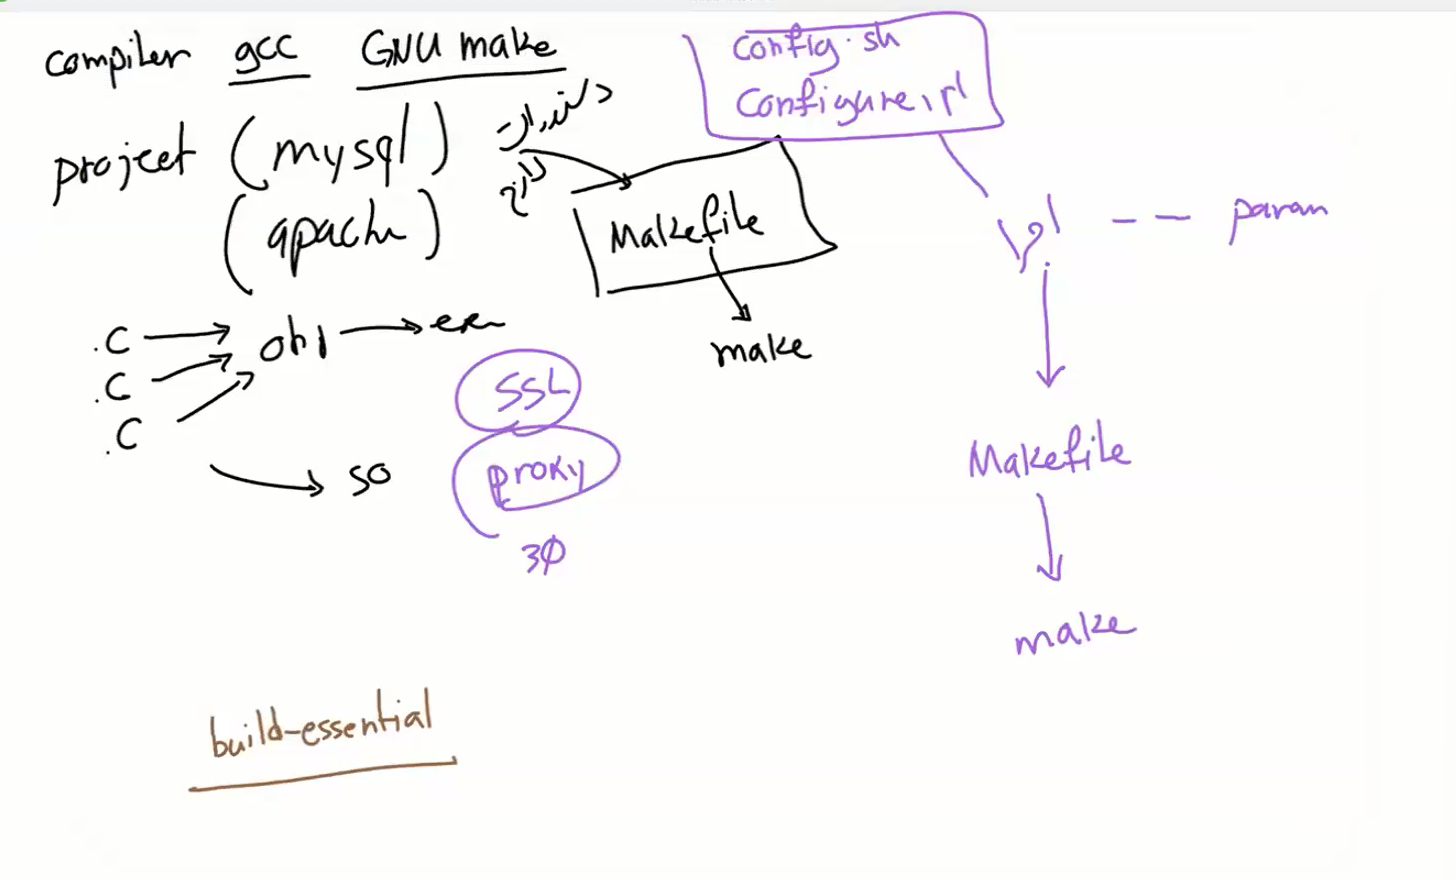 compiler gcc GNU make
config.sh
Configure.pl
project (mysql)
دستورات
(apache)
Makefile
make
.C
.C
.C
obj
exe
so
SSL
proxy
30
اجرا -- param
Makefile
make
build-essential